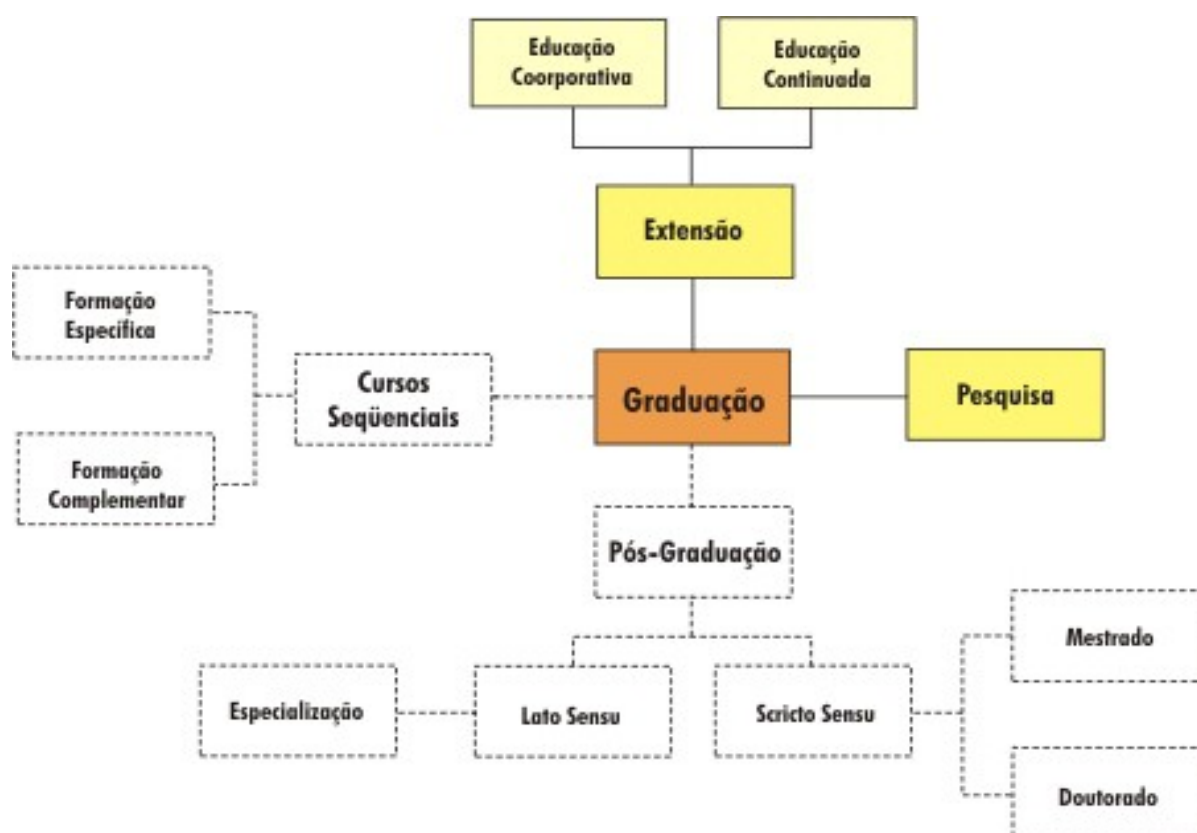 Educação
Coorporativa
Educação
Continuada
Extensão
Formação
Específica
Cursos
Seqüenciais
Graduação
Pesquisa
Formação
Complementar
Pós-Graduação
Mestrado
Especialização
Lato Sensu
Scricto Sensu
Doutorado